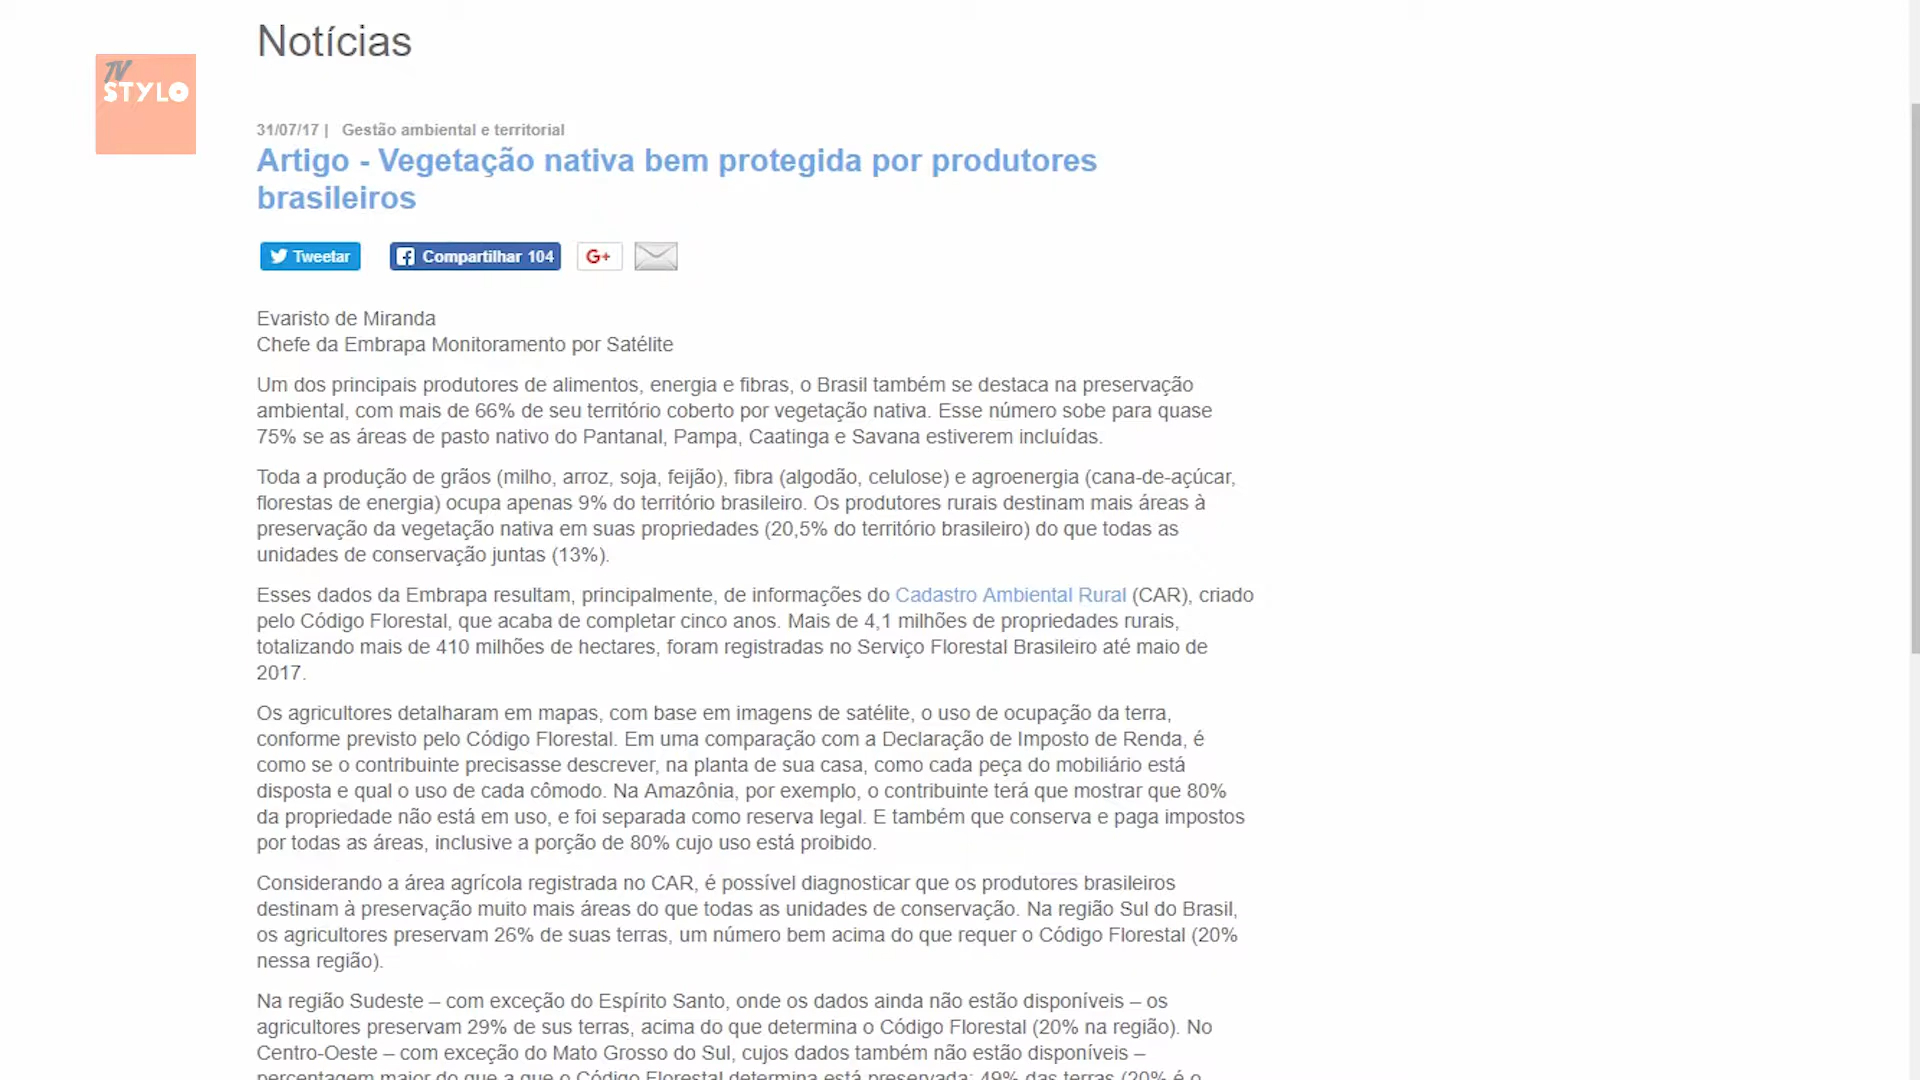 Notícias
TV
STYLO
31/07/17 | Gestão ambiental e territorial
Artigo - Vegetação nativa bem protegida por produtores
brasileiros
Tweetar
Compartilhar 104
G+
Evaristo de Miranda
Chefe da Embrapa Monitoramento por Satélite
Um dos principais produtores de alimentos, energia e fibras, o Brasil também se destaca na preservação
ambiental, com mais de 66% de seu território coberto por vegetação nativa. Esse número sobe para quase
75% se as áreas de pasto nativo do Pantanal, Pampa, Caatinga e Savana estiverem incluídas.
Toda a produção de grãos (milho, arroz, soja, feijão), fibra (algodão, celulose) e agroenergia (cana-de-açúcar,
florestas de energia) ocupa apenas 9% do território brasileiro. Os produtores rurais destinam mais áreas à
preservação da vegetação nativa em suas propriedades (20,5% do território brasileiro) do que todas as
unidades de conservação juntas (13%).
Esses dados da Embrapa resultam, principalmente, de informações do Cadastro Ambiental Rural (CAR), criado
pelo Código Florestal, que acaba de completar cinco anos. Mais de 4,1 milhões de propriedades rurais,
totalizando mais de 410 milhões de hectares, foram registradas no Serviço Florestal Brasileiro até maio de
2017.
Os agricultores detalharam em mapas, com base em imagens de satélite, o uso de ocupação da terra,
conforme previsto pelo Código Florestal. Em uma comparação com a Declaração de Imposto de Renda, é
como se o contribuinte precisasse descrever, na planta de sua casa, como cada peça do mobiliário está
disposta e qual o uso de cada cômodo. Na Amazônia, por exemplo, o contribuinte terá que mostrar que 80%
da propriedade não está em uso, e foi separada como reserva legal. E também que conserva e paga impostos
por todas as áreas, inclusive a porção de 80% cujo uso está proibido.
Considerando a área agrícola registrada no CAR, é possível diagnosticar que os produtores brasileiros
destinam à preservação muito mais áreas do que todas as unidades de conservação. Na região Sul do Brasil,
os agricultores preservam 26% de suas terras, um número bem acima do que requer o Código Florestal (20%
nessa região).
Na região Sudeste – com exceção do Espírito Santo, onde os dados ainda não estão disponíveis – os
agricultores preservam 29% de sus terras, acima do que determina o Código Florestal (20% na região). No
Centro-Oeste – com exceção do Mato Grosso do Sul, cujos dados também não estão disponíveis –
percentagem maior do que a que o Código Florestal determina está preservada: 49% das terras (20% é o